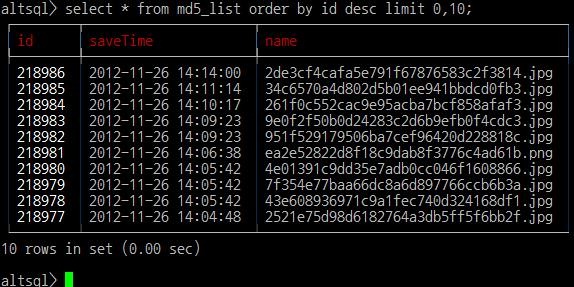 altsql> select * from md5_list order by id desc limit 0,10;
id saveTime name
218986 2012-11-26 14:14:00 2de3cf4cafa5e791f67876583c2f3814.jpg
218985 2012-11-26 14:11:14 34c6570a4d802d5b01ee941bbdcd0fb3.jpg
218984 2012-11-26 14:10:17 261f0c552cac9e95acba7bcf858afaf3.jpg
218983 2012-11-26 14:09:23 9e0f2f50b0d24283c2d6b9efb0f4cdc3.jpg
218982 2012-11-26 14:09:23 951f529179506ba7cef96420d228818c.jpg
218981 2012-11-26 14:06:38 ea2e52822d8f18c9dab8f3776c4ad61b.png
218980 2012-11-26 14:05:42 4e01391c9dd35e7adb0cc046f1608866.jpg
218979 2012-11-26 14:05:42 7f354e77baa66dc8a6d897766ccb6b3a.jpg
218978 2012-11-26 14:05:42 43e608936971c9a1fec740d324168df1.jpg
218977 2012-11-26 14:04:48 2521e75d98d6182764a3db5ff5f6bb2f.jpg
10 rows in set (0.00 sec)
altsql>